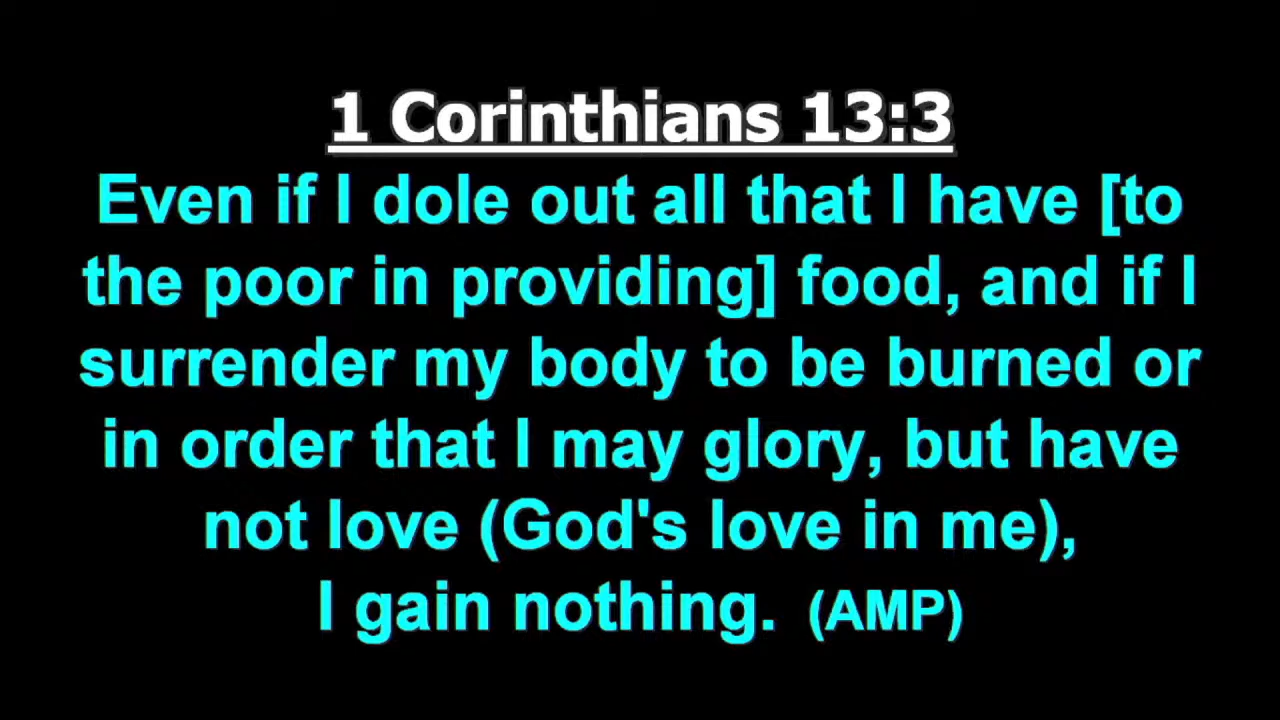 1 Corinthians 13:3
Even if I dole out all that I have [to
the poor in providing] food, and if I
surrender my body to be burned or
in order that I may glory, but have
not love (God's love in me),
I gain nothing. (AMP)